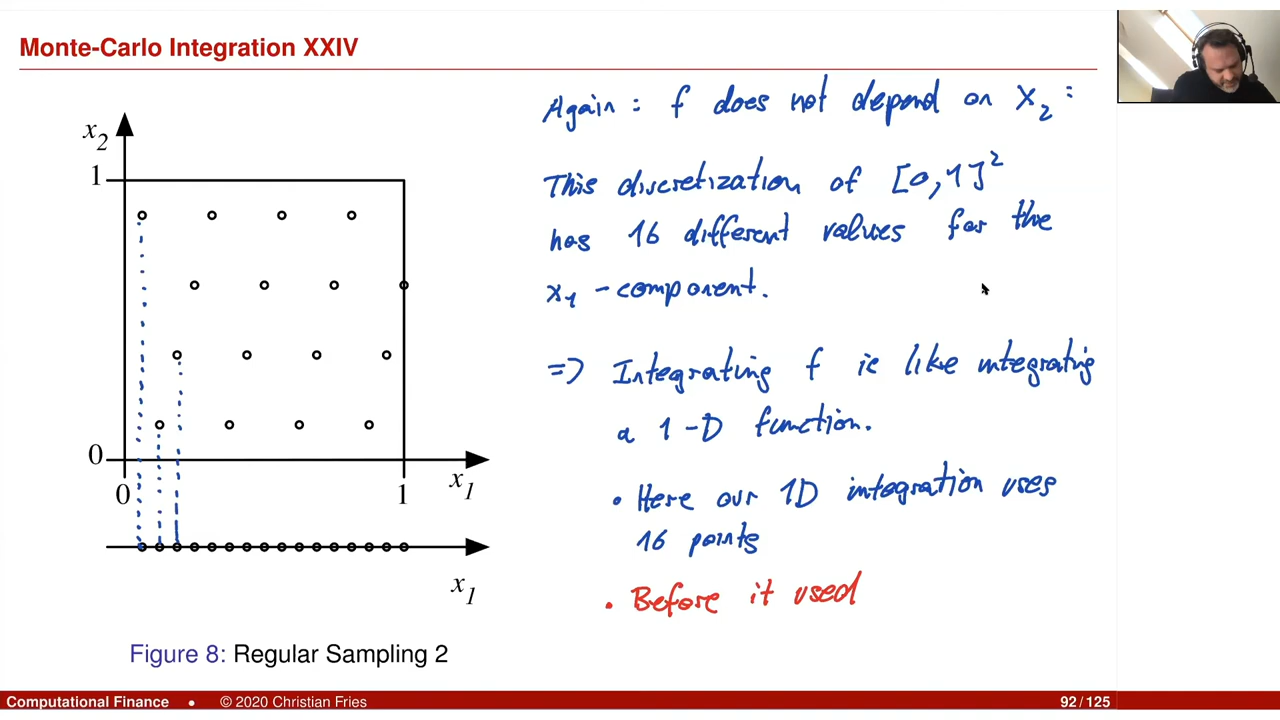 Monte-Carlo Integration XXIV
x2
1
0
0
1
x1
x1
Figure 8: Regular Sampling 2
Again: f does not depend on x2:
This discretization of [0,1]²
has 16 different values for the
x1 - component.
=> Integrating f is like integrating
a 1-D function.
• Here our 1D integration uses
16 points
• Before it used
Computational Finance • © 2020 Christian Fries
92/125